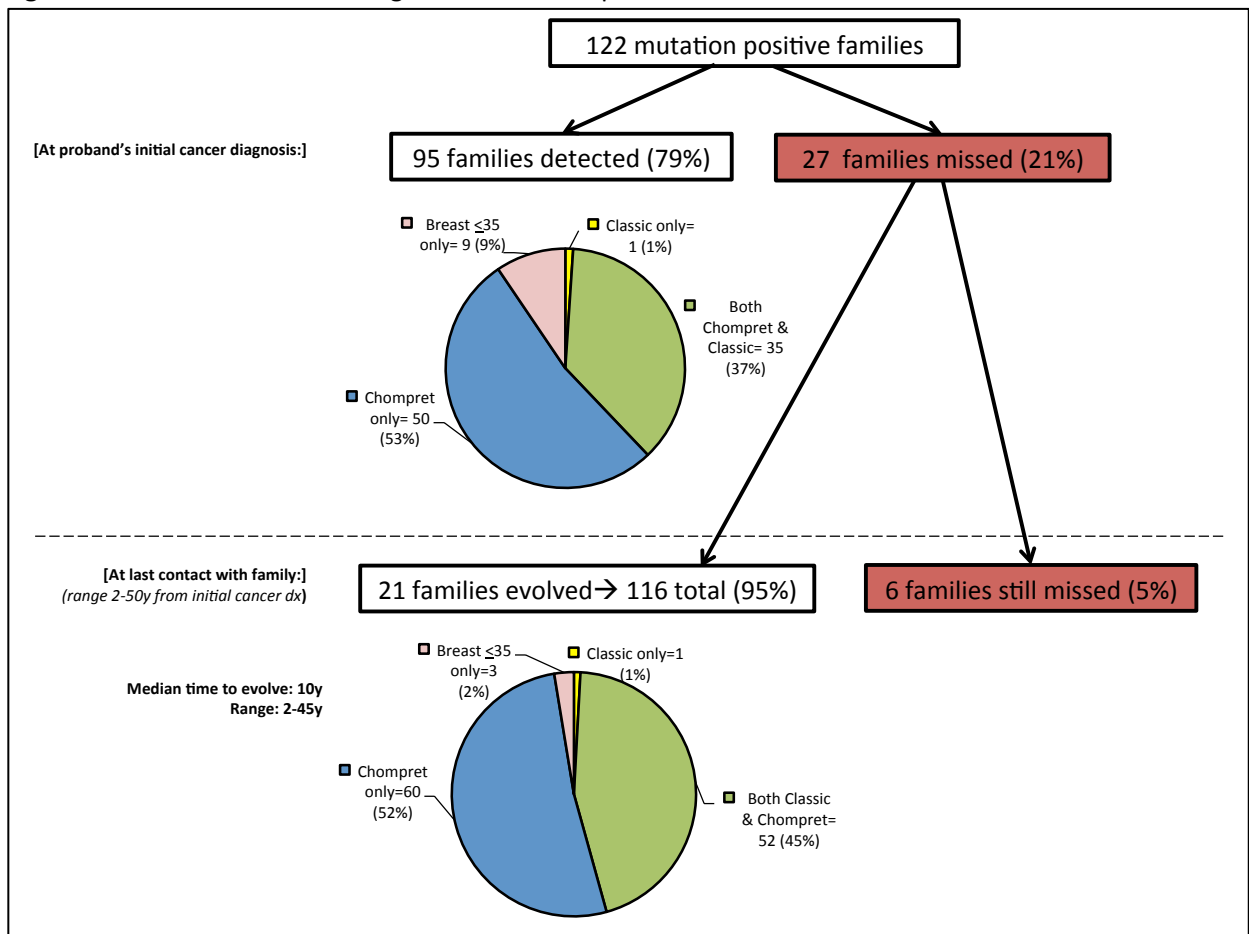 122 mutation positive families
[At proband's initial cancer diagnosis:]
95 families detected (79%)
27 families missed (21%)
Breast ≤35
only= 9 (9%)
Classic only=
1 (1%)
Both
Chompret &
Classic= 35
(37%)
Chompret
only= 50
(53%)
[At last contact with family:]
(range 2-50y from initial cancer dx)
21 families evolved→ 116 total (95%)
6 families still missed (5%)
Breast ≤35
only=3
(2%)
Classic only=1
(1%)
Median time to evolve: 10y
Range: 2-45y
Chompret
only=60
(52%)
Both Classic
& Chompret=
52 (45%)